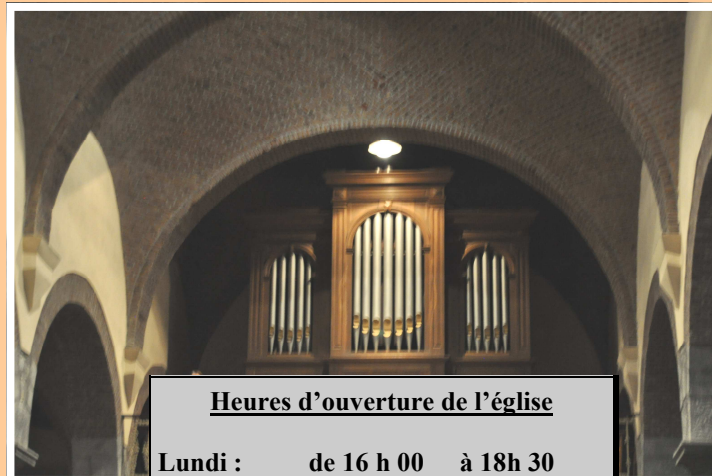 Heures d’ouverture de l’église
Lundi : de 16 h 00 à 18h 30